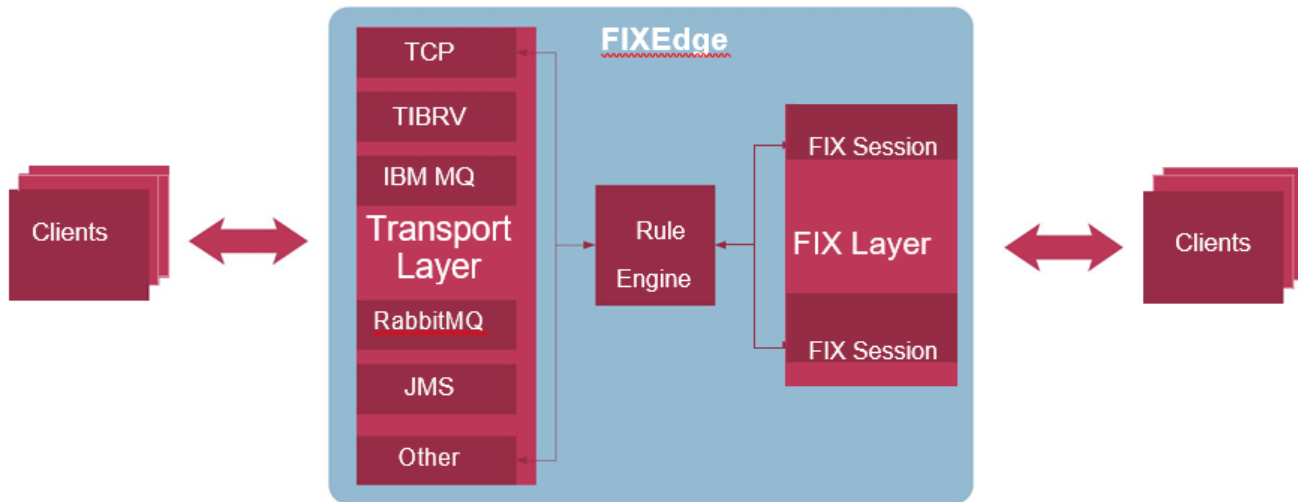 FIXEdge
Clients
TCP
TIBRV
IBM MQ
Transport
Layer
RabbitMQ
JMS
Other
Rule
Engine
FIX Session
FIX Layer
FIX Session
Clients